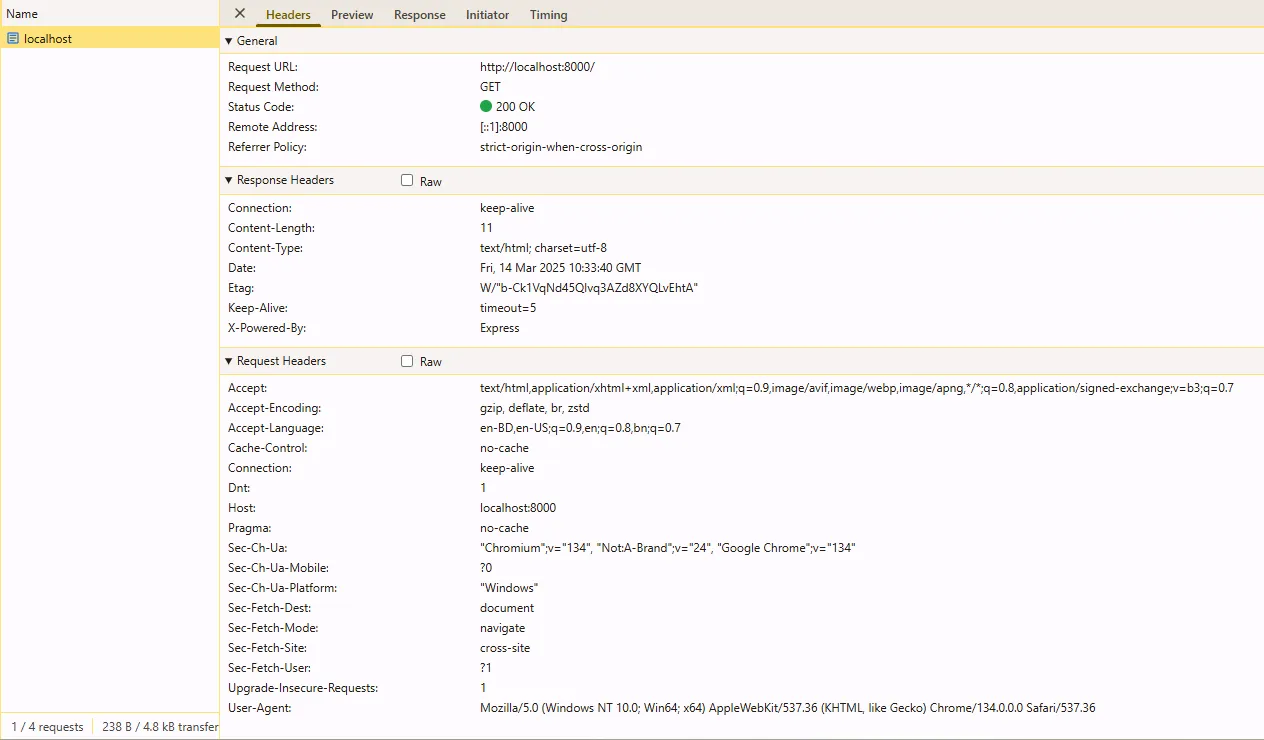 Name
Headers Preview Response Initiator Timing
localhost
General
Request URL: http://localhost:8000/
Request Method: GET
Status Code: 200 OK
Remote Address: [::1]:8000
Referrer Policy: strict-origin-when-cross-origin
Response Headers Raw
Connection: keep-alive
Content-Length: 11
Content-Type: text/html; charset=utf-8
Date: Fri, 14 Mar 2025 10:33:40 GMT
Etag: W/"b-Ck1VqNd45QIvq3AZd8XYQLvEhtA"
Keep-Alive: timeout=5
X-Powered-By: Express
Request Headers Raw
Accept: text/html,application/xhtml+xml,application/xml;q=0.9,image/avif,image/webp,image/apng,*/*;q=0.8,application/signed-exchange;v=b3;q=0.7
Accept-Encoding: gzip, deflate, br, zstd
Accept-Language: en-BD,en-US;q=0.9,en;q=0.8,bn;q=0.7
Cache-Control: no-cache
Connection: keep-alive
Dnt: 1
Host: localhost:8000
Pragma: no-cache
Sec-Ch-Ua: "Chromium";v="134", "Not:A-Brand";v="24", "Google Chrome";v="134"
Sec-Ch-Ua-Mobile: ?0
Sec-Ch-Ua-Platform: "Windows"
Sec-Fetch-Dest: document
Sec-Fetch-Mode: navigate
Sec-Fetch-Site: cross-site
Sec-Fetch-User: ?1
Upgrade-Insecure-Requests: 1
User-Agent: Mozilla/5.0 (Windows NT 10.0; Win64; x64) AppleWebKit/537.36 (KHTML, like Gecko) Chrome/134.0.0.0 Safari/537.36
1 / 4 requests 238 B / 4.8 kB transfer